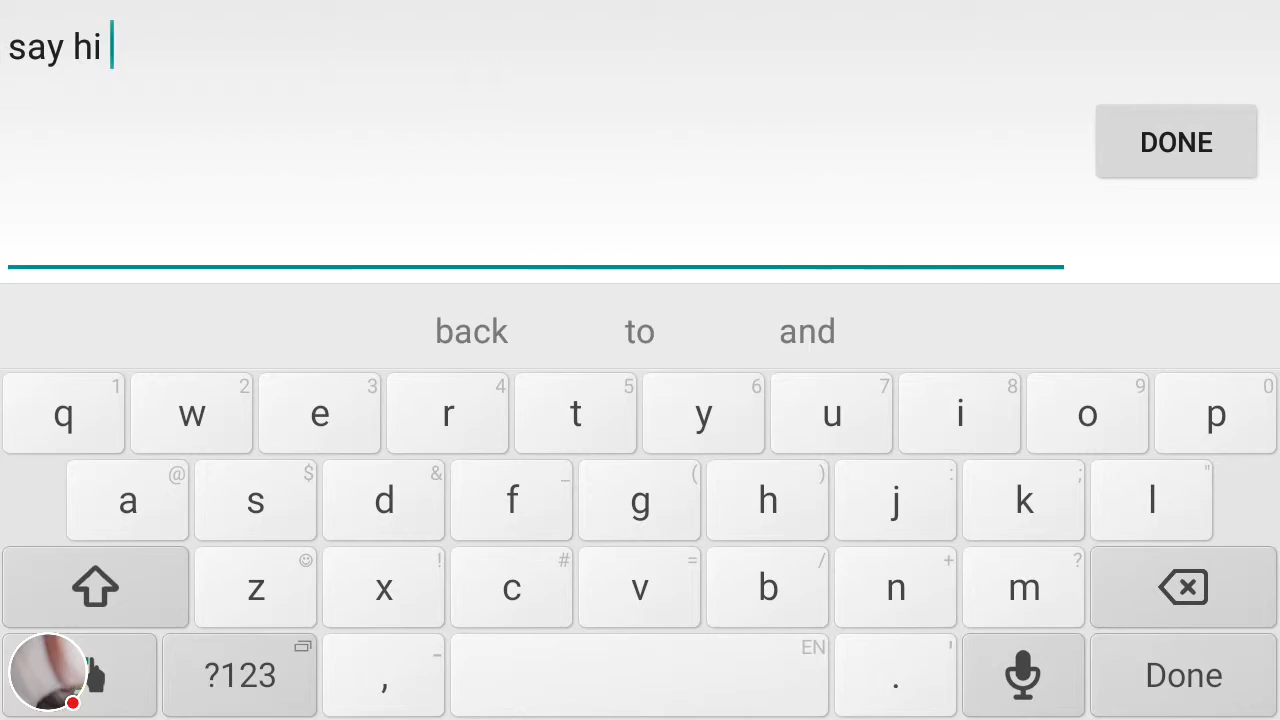 say hi
DONE
back to and
q 1 w 2 e 3 r 4 t 5 y 6 u 7 i 8 o 9 p 0
a @ s $ d & f _ g ( h ) j : k ; l "
z x ! c # v = b / n + m ?
?123 , _ EN . ' Done